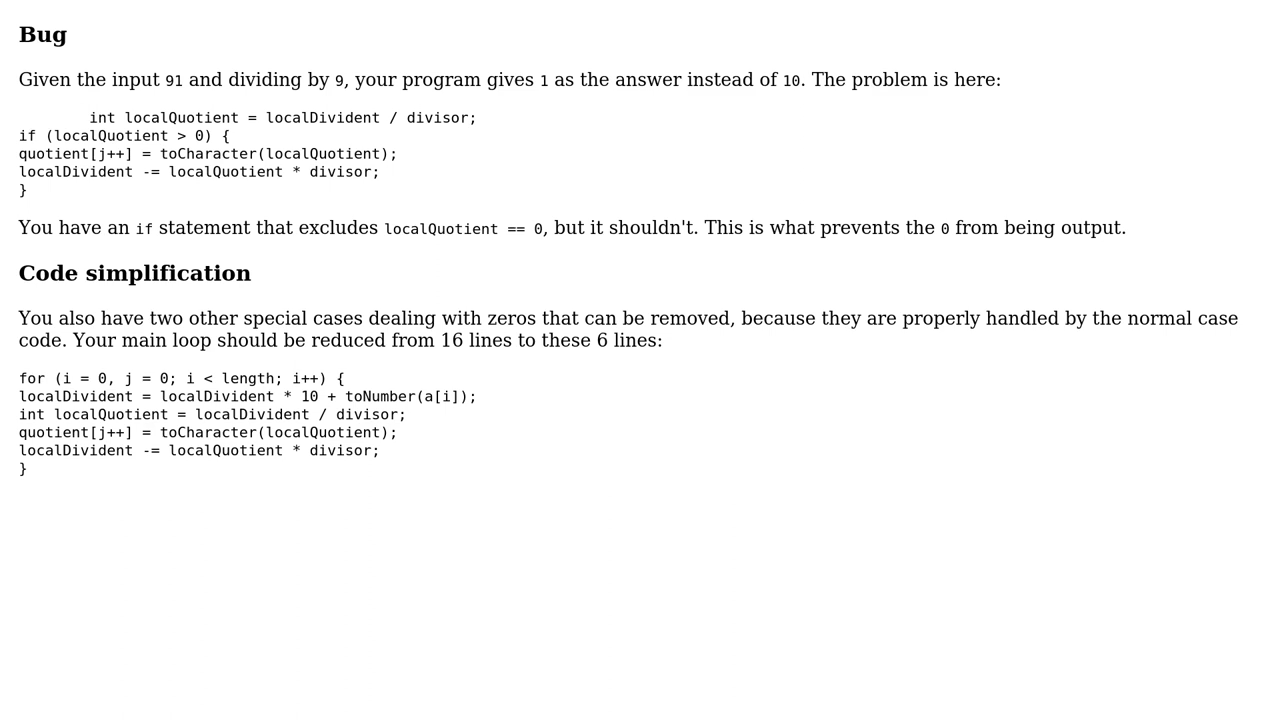 Bug
Given the input 91 and dividing by 9, your program gives 1 as the answer instead of 10. The problem is here:
        int localQuotient = localDivident / divisor;
if (localQuotient > 0) {
quotient[j++] = toCharacter(localQuotient);
localDivident -= localQuotient * divisor;
}
You have an if statement that excludes localQuotient == 0, but it shouldn't. This is what prevents the 0 from being output.
Code simplification
You also have two other special cases dealing with zeros that can be removed, because they are properly handled by the normal case
code. Your main loop should be reduced from 16 lines to these 6 lines:
for (i = 0, j = 0; i < length; i++) {
localDivident = localDivident * 10 + toNumber(a[i]);
int localQuotient = localDivident / divisor;
quotient[j++] = toCharacter(localQuotient);
localDivident -= localQuotient * divisor;
}